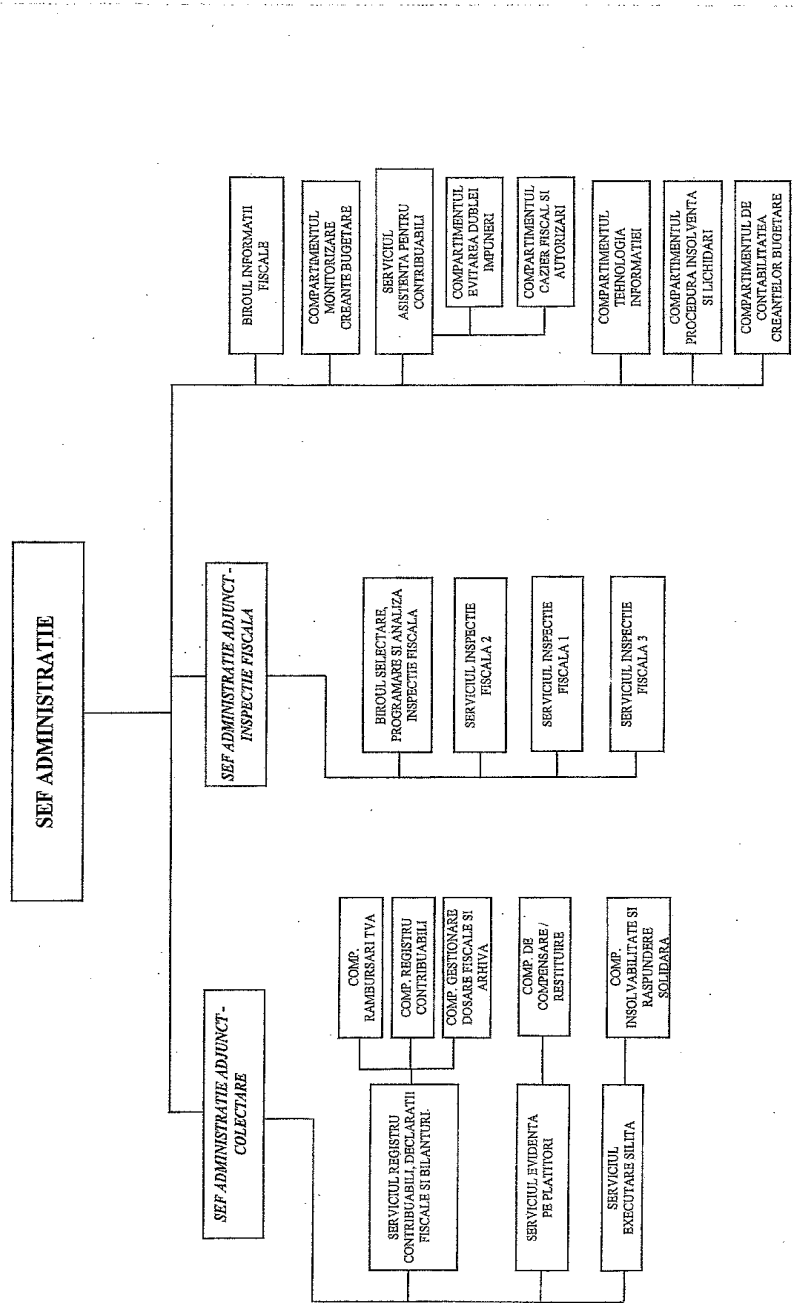 SEF ADMINISTRATIE
SEF ADMINISTRATIE ADJUNCT -
COLECTARE
SERVICIUL REGISTRU
CONTRIBUABILI, DECLARATII
FISCALE SI BILANTURI-
COMP.
RAMBURSARI TVA
COMP. REGISTRU
CONTRIBUABILI
COMP. GESTIONARE
DOSARE FISCALE SI
ARHIVA
SERVICIUL EVIDENTA
PE PLATITORI
COMP. DE
COMPENSARE /
RESTITUIRE
SERVICIUL
EXECUTARE SILITA
COMP.
INSOLVABILITATE SI
RASPUNDERE
SOLIDARA
SEF ADMINISTRATIE ADJUNCT -
INSPECTIE FISCALA
BIROUL SELECTARE,
PROGRAMARE SI ANALIZA
INSPECTIE FISCALA
SERVICIUL INSPECTIE
FISCALA 2
SERVICIUL INSPECTIE
FISCALA 1
SERVICIUL INSPECTIE
FISCALA 3
BIROUL INFORMATII
FISCALE
COMPARTIMENTUL
MONITORIZARE
CREANTE BUGETARE
SERVICIUL
ASISTENTA PENTRU
CONTRIBUABILI
COMPARTIMENTUL
EVITAREA DUBLEI
IMPUNERI
COMPARTIMENTUL
CAZIER FISCAL SI
AUTORIZARI
COMPARTIMENTUL
TEHNOLOGIA
INFORMATIEI
COMPARTIMENTUL
PROCEDURA INSOLVENTA
SI LICHIDARI
COMPARTIMENTUL DE
CONTABILITATEA
CREANTELOR BUGETARE